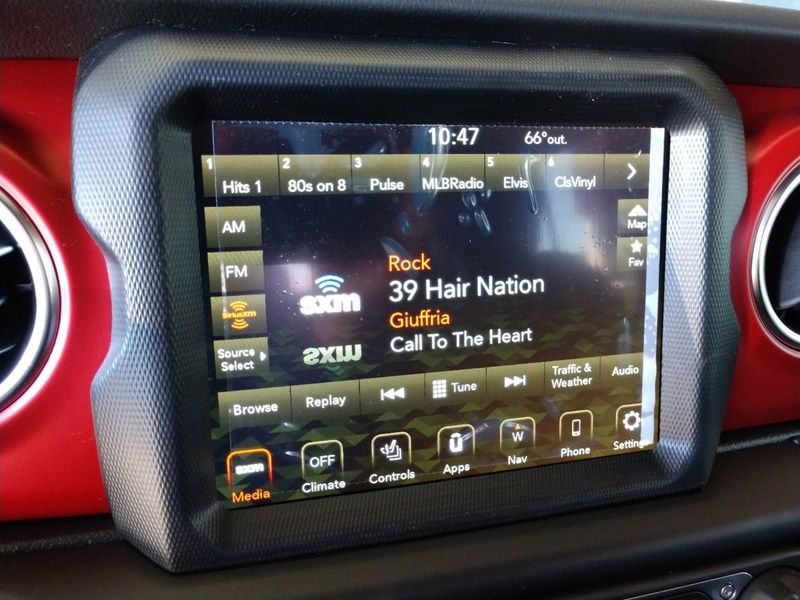 10:47 66°out.
1 2 3 4 5 6
Hits 1 80s on 8 Pulse MLBRadio Elvis ClsVinyl
AM
FM
siriusxm
Source
Select
Map
Fav
sxm
Rock
39 Hair Nation
Giuffria
Call To The Heart
Browse Replay Tune Traffic &
Weather Audio
sxm OFF W
Media Climate Controls Apps Nav Phone Settings